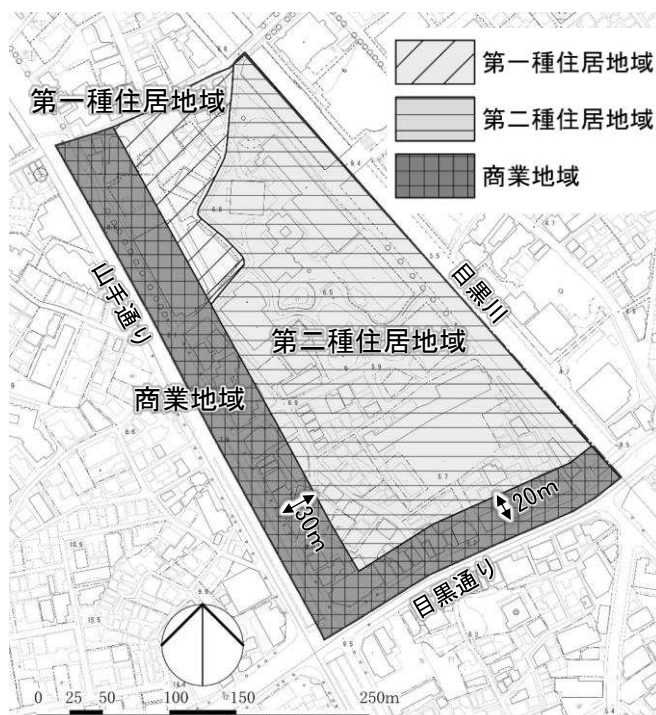 第一種住居地域
第二種住居地域
商業地域
第一種住居地域
山手通り
目黒川
第二種住居地域
商業地域
30m
20m
目黒通り
0 25 50 100 150 250m